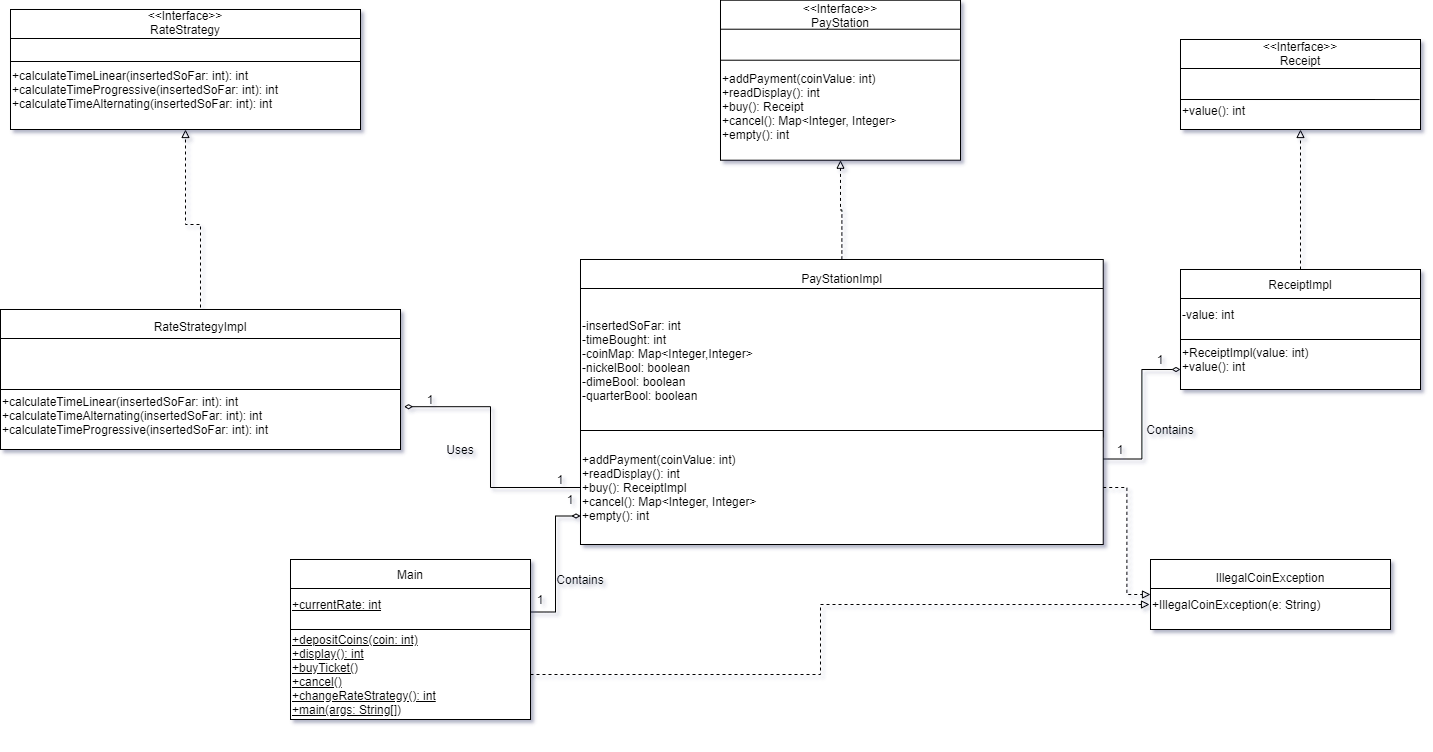 <<Interface>>
RateStrategy
+calculateTimeLinear(insertedSoFar: int): int
+calculateTimeProgressive(insertedSoFar: int): int
+calculateTimeAlternating(insertedSoFar: int): int
<<Interface>>
PayStation
+addPayment(coinValue: int)
+readDisplay(): int
+buy(): Receipt
+cancel(): Map<Integer, Integer>
+empty(): int
<<Interface>>
Receipt
+value(): int
RateStrategyImpl
+calculateTimeLinear(insertedSoFar: int): int
+calculateTimeAlternating(insertedSoFar: int): int
+calculateTimeProgressive(insertedSoFar: int): int
1
Uses
1
PayStationImpl
-insertedSoFar: int
-timeBought: int
-coinMap: Map<Integer,Integer>
-nickelBool: boolean
-dimeBool: boolean
-quarterBool: boolean
+addPayment(coinValue: int)
+readDisplay(): int
+buy(): ReceiptImpl
+cancel(): Map<Integer, Integer>
+empty(): int
ReceiptImpl
-value: int
+ReceiptImpl(value: int)
+value(): int
1
Contains
1
1
Contains
1
Main
+currentRate: int
+depositCoins(coin: int)
+display(): int
+buyTicket()
+cancel()
+changeRateStrategy(): int
+main(args: String[])
IllegalCoinException
+IllegalCoinException(e: String)